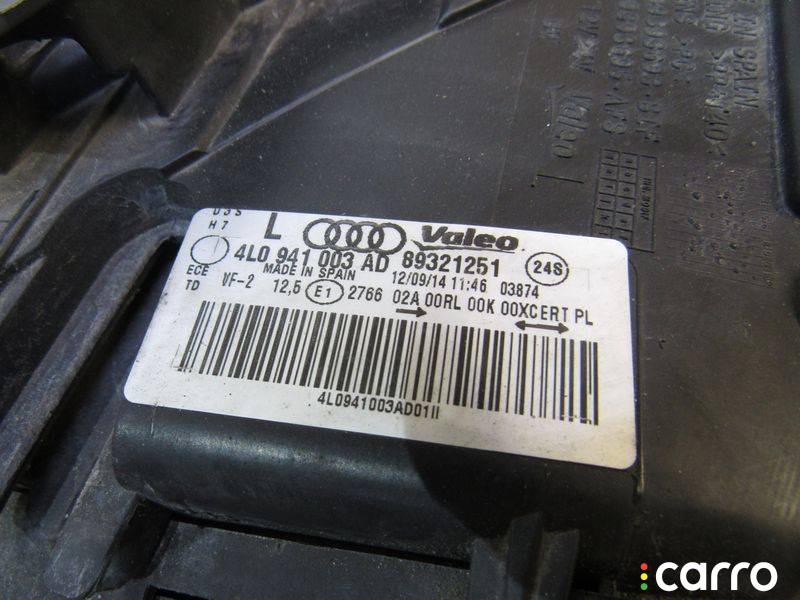 D3S
H7
L Valeo
4L0 941 003 AD 89321251
24S
ECE MADE IN SPAIN 12/09/14 11:46 03874
TD VF-2 12,5 E1 2766 02A 00RL 00K 00XCERT PL
4L0941003AD01II
Valeo
carro